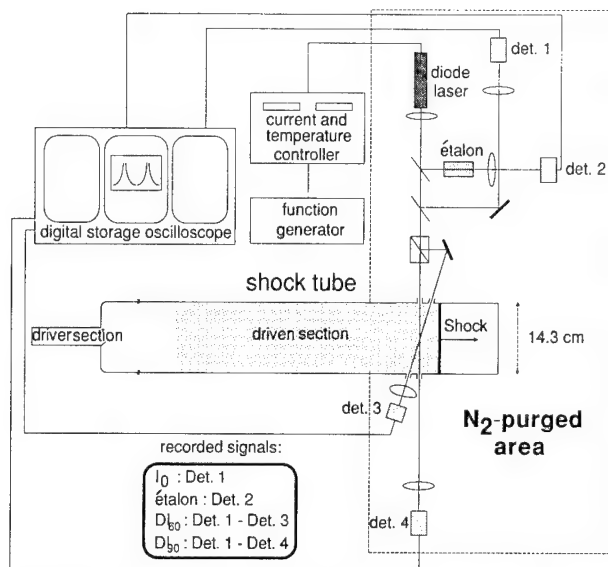 det. 1
diode
laser
current and
temperature
controller
étalon
det. 2
function
generator
digital storage oscilloscope
shock tube
driversection
driven section
Shock
14.3 cm
det. 3
N2-purged
area
recorded signals:
I0 : Det. 1
étalon : Det. 2
DI60 : Det. 1 - Det. 3
DI90 : Det. 1 - Det. 4
det. 4